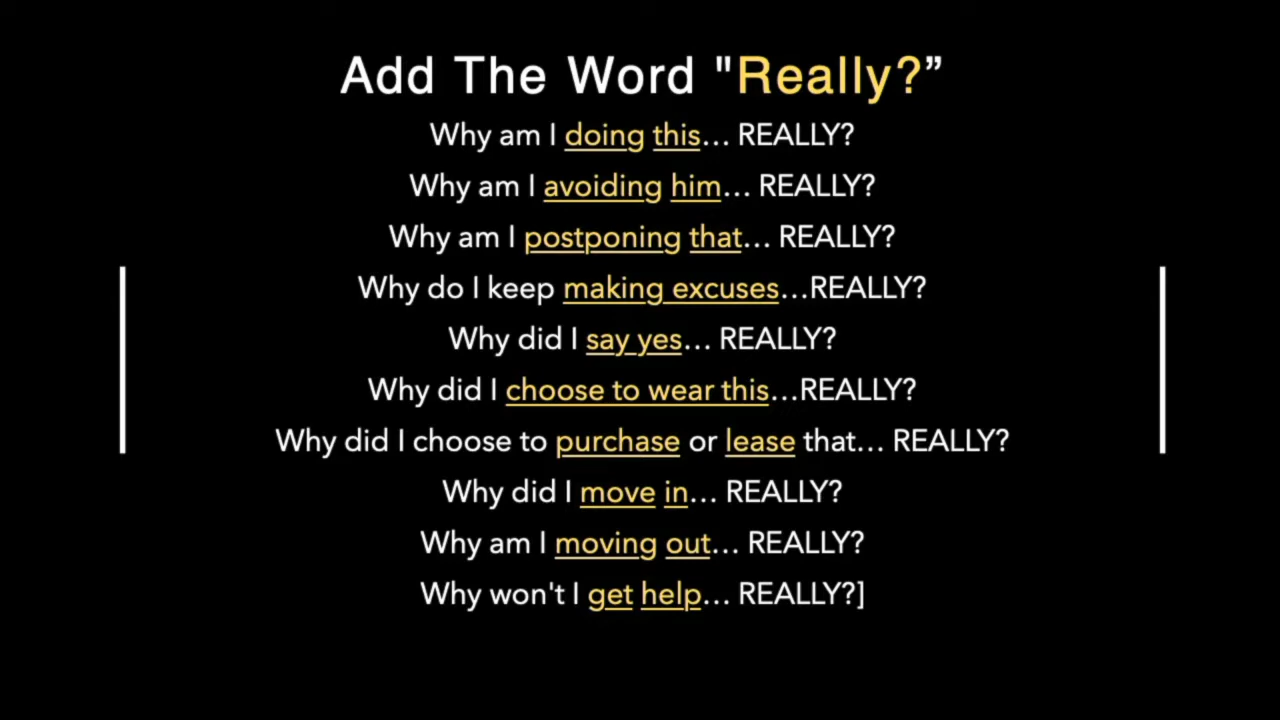 Add The Word "Really?”
Why am I doing this... REALLY?
Why am I avoiding him... REALLY?
Why am I postponing that... REALLY?
Why do I keep making excuses...REALLY?
Why did I say yes... REALLY?
Why did I choose to wear this...REALLY?
Why did I choose to purchase or lease that... REALLY?
Why did I move in... REALLY?
Why am I moving out... REALLY?
Why won't I get help... REALLY?]